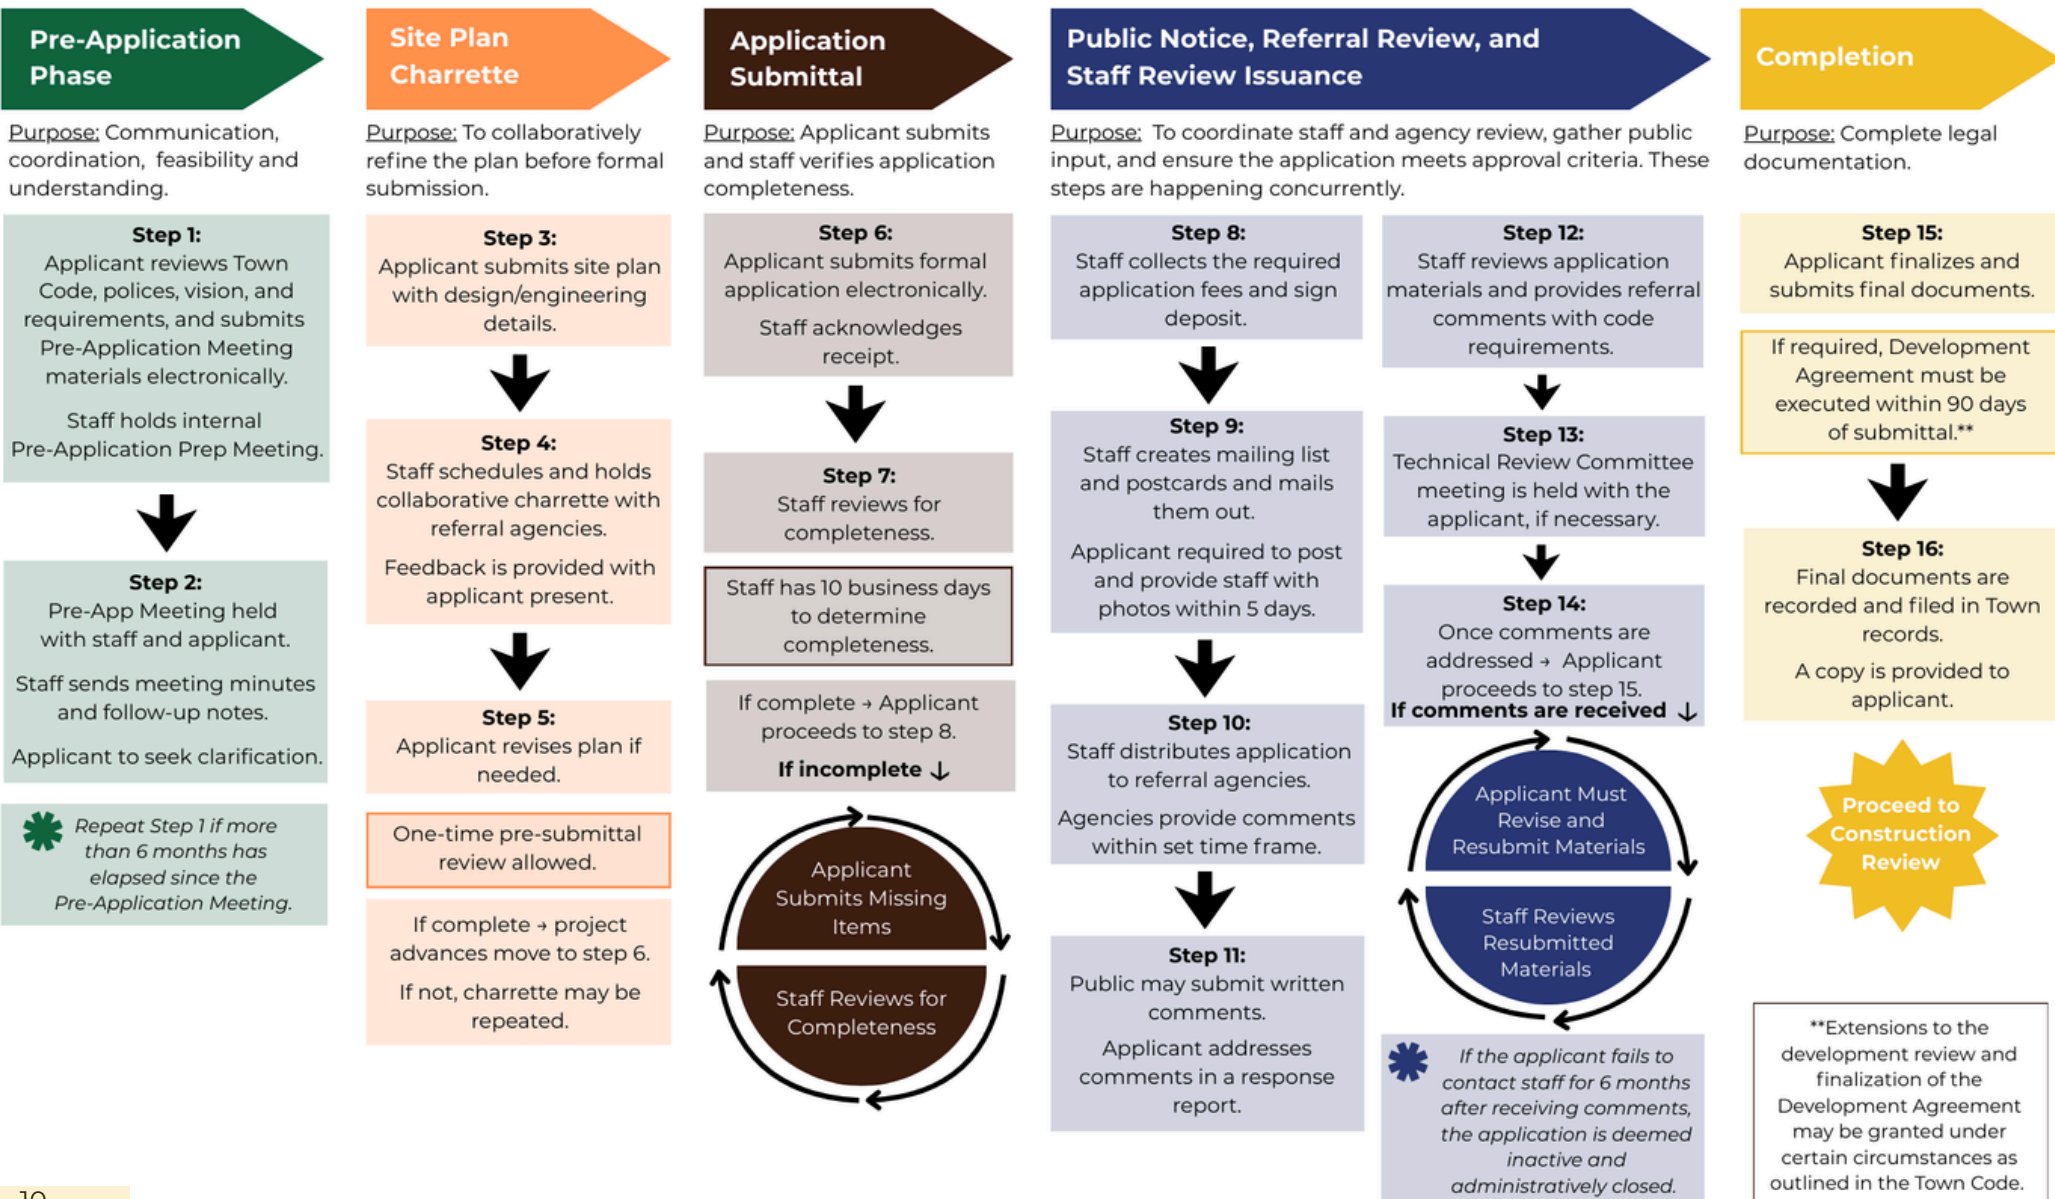 Pre-Application
Phase
Purpose: Communication,
coordination, feasibility and
understanding.
Step 1:
Applicant reviews Town
Code, polices, vision, and
requirements, and submits
Pre-Application Meeting
materials electronically.
Staff holds internal
Pre-Application Prep Meeting.
Step 2:
Pre-App Meeting held
with staff and applicant.
Staff sends meeting minutes
and follow-up notes.
Applicant to seek clarification.
Repeat Step 1 if more
than 6 months has
elapsed since the
Pre-Application Meeting.
Site Plan
Charrette
Purpose: To collaboratively
refine the plan before formal
submission.
Step 3:
Applicant submits site plan
with design/engineering
details.
Step 4:
Staff schedules and holds
collaborative charrette with
referral agencies.
Feedback is provided with
applicant present.
Step 5:
Applicant revises plan if
needed.
One-time pre-submittal
review allowed.
If complete → project
advances move to step 6.
If not, charrette may be
repeated.
Application
Submittal
Purpose: Applicant submits
and staff verifies application
completeness.
Step 6:
Applicant submits formal
application electronically.
Staff acknowledges
receipt.
Step 7:
Staff reviews for
completeness.
Staff has 10 business days
to determine
completeness.
If complete → Applicant
proceeds to step 8.
If incomplete ↓
Applicant
Submits Missing
Items
Staff Reviews for
Completeness
Public Notice, Referral Review, and
Staff Review Issuance
Purpose: To coordinate staff and agency review, gather public
input, and ensure the application meets approval criteria. These
steps are happening concurrently.
Step 8:
Staff collects the required
application fees and sign
deposit.
Step 9:
Staff creates mailing list
and postcards and mails
them out.
Applicant required to post
and provide staff with
photos within 5 days.
Step 10:
Staff distributes application
to referral agencies.
Agencies provide comments
within set time frame.
Step 11:
Public may submit written
comments.
Applicant addresses
comments in a response
report.
Step 12:
Staff reviews application
materials and provides referral
comments with code
requirements.
Step 13:
Technical Review Committee
meeting is held with the
applicant, if necessary.
Step 14:
Once comments are
addressed → Applicant
proceeds to step 15.
If comments are received ↓
Applicant Must
Revise and
Resubmit Materials
Staff Reviews
Resubmitted
Materials
If the applicant fails to
contact staff for 6 months
after receiving comments,
the application is deemed
inactive and
administratively closed.
Completion
Purpose: Complete legal
documentation.
Step 15:
Applicant finalizes and
submits final documents.
If required, Development
Agreement must be
executed within 90 days
of submittal.**
Step 16:
Final documents are
recorded and filed in Town
records.
A copy is provided to
applicant.
Proceed to
Construction
Review
**Extensions to the
development review and
finalization of the
Development Agreement
may be granted under
certain circumstances as
outlined in the Town Code.
10